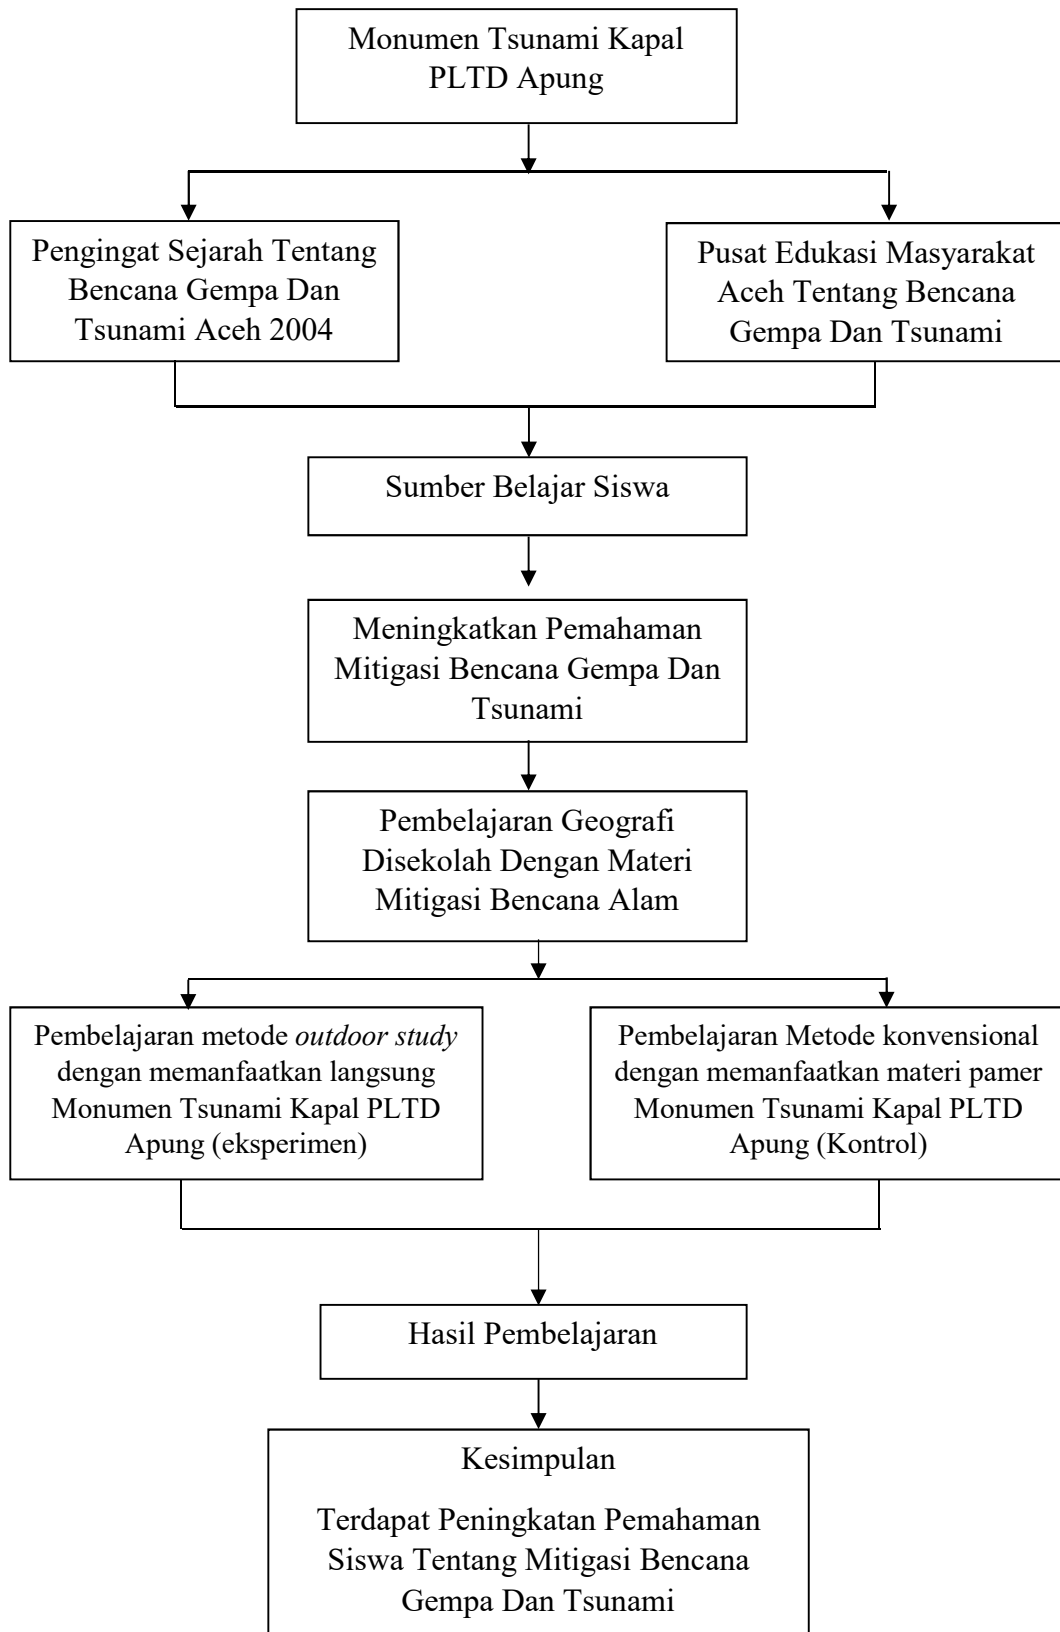 Monumen Tsunami Kapal
PLTD Apung
Pengingat Sejarah Tentang
Bencana Gempa Dan
Tsunami Aceh 2004
Pusat Edukasi Masyarakat
Aceh Tentang Bencana
Gempa Dan Tsunami
Sumber Belajar Siswa
Meningkatkan Pemahaman
Mitigasi Bencana Gempa Dan
Tsunami
Pembelajaran Geografi
Disekolah Dengan Materi
Mitigasi Bencana Alam
Pembelajaran metode outdoor study
dengan memanfaatkan langsung
Monumen Tsunami Kapal PLTD
Apung (eksperimen)
Pembelajaran Metode konvensional
dengan memanfaatkan materi pamer
Monumen Tsunami Kapal PLTD
Apung (Kontrol)
Hasil Pembelajaran
Kesimpulan
Terdapat Peningkatan Pemahaman
Siswa Tentang Mitigasi Bencana
Gempa Dan Tsunami